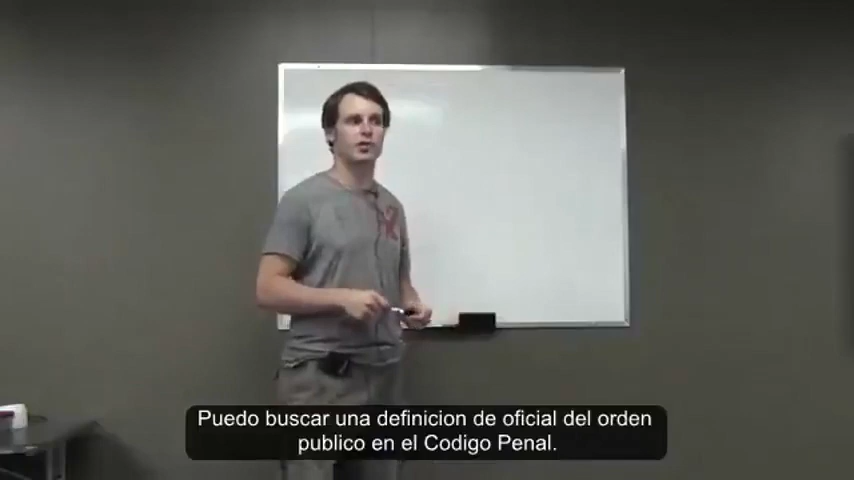 Puedo buscar una definicion de oficial del orden
publico en el Codigo Penal.